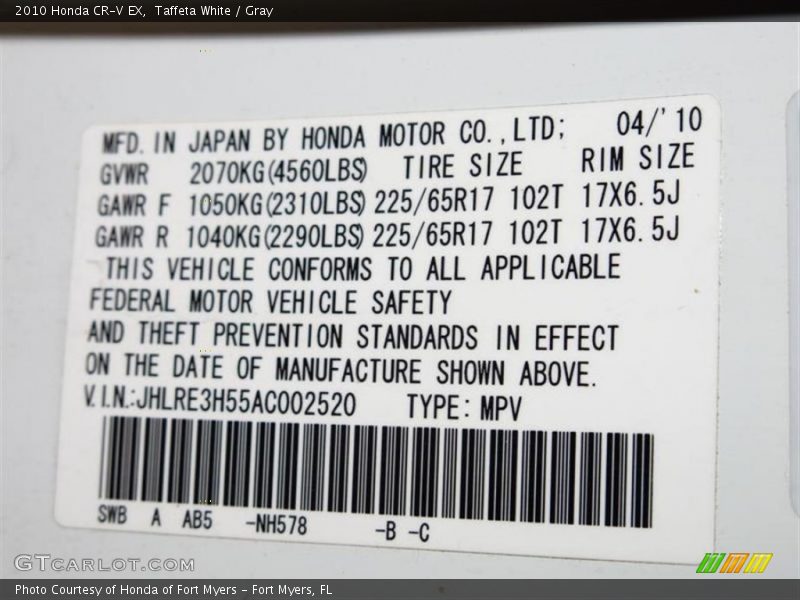 2010 Honda CR-V EX, Taffeta White / Gray
MFD. IN JAPAN BY HONDA MOTOR CO.,LTD; 04/'10
GVWR 2070KG(4560LBS) TIRE SIZE RIM SIZE
GAWR F 1050KG(2310LBS) 225/65R17 102T 17X6.5J
GAWR R 1040KG(2290LBS) 225/65R17 102T 17X6.5J
THIS VEHICLE CONFORMS TO ALL APPLICABLE
FEDERAL MOTOR VEHICLE SAFETY
AND THEFT PREVENTION STANDARDS IN EFFECT
ON THE DATE OF MANUFACTURE SHOWN ABOVE.
V.I.N.:JHLRE3H55AC002520 TYPE: MPV
SWB A AB5 -NH578 -B -C
GTCARLOT.COM
Photo Courtesy of Honda of Fort Myers - Fort Myers, FL